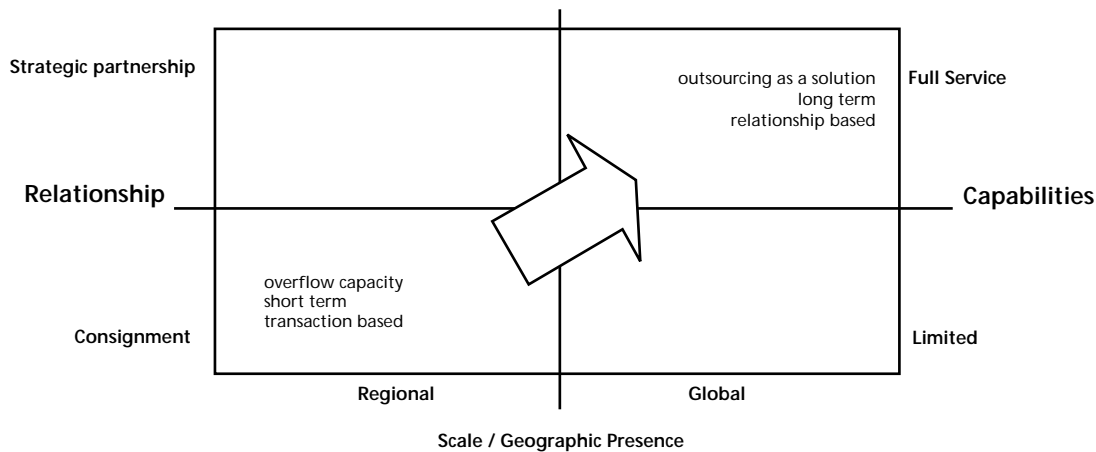 Strategic partnership
outsourcing as a solution
long term
relationship based
Full Service
Relationship
Capabilities
overflow capacity
short term
transaction based
Consignment
Limited
Regional
Global
Scale / Geographic Presence